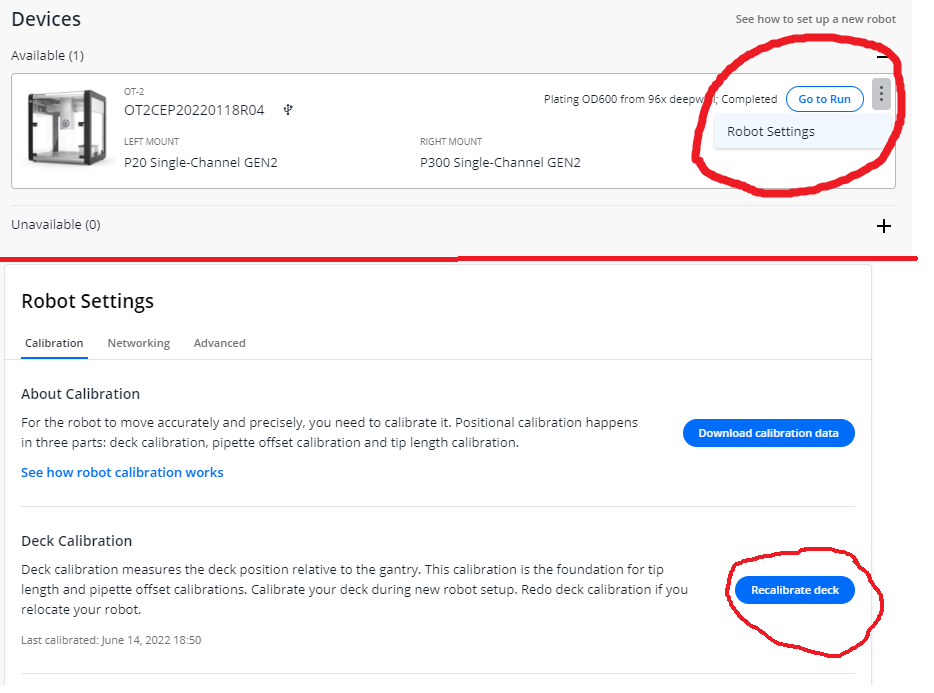 Devices
See how to set up a new robot
Available (1)
OT-2
OT2CEP20220118R04
Plating OD600 from 96x deepw; Completed
Go to Run
Robot Settings
LEFT MOUNT
RIGHT MOUNT
P20 Single-Channel GEN2
P300 Single-Channel GEN2
Unavailable (0)
Robot Settings
Calibration Networking Advanced
About Calibration
For the robot to move accurately and precisely, you need to calibrate it. Positional calibration happens
in three parts: deck calibration, pipette offset calibration and tip length calibration.
Download calibration data
See how robot calibration works
Deck Calibration
Deck calibration measures the deck position relative to the gantry. This calibration is the foundation for tip
length and pipette offset calibrations. Calibrate your deck during new robot setup. Redo deck calibration if you
relocate your robot.
Recalibrate deck
Last calibrated: June 14, 2022 18:50